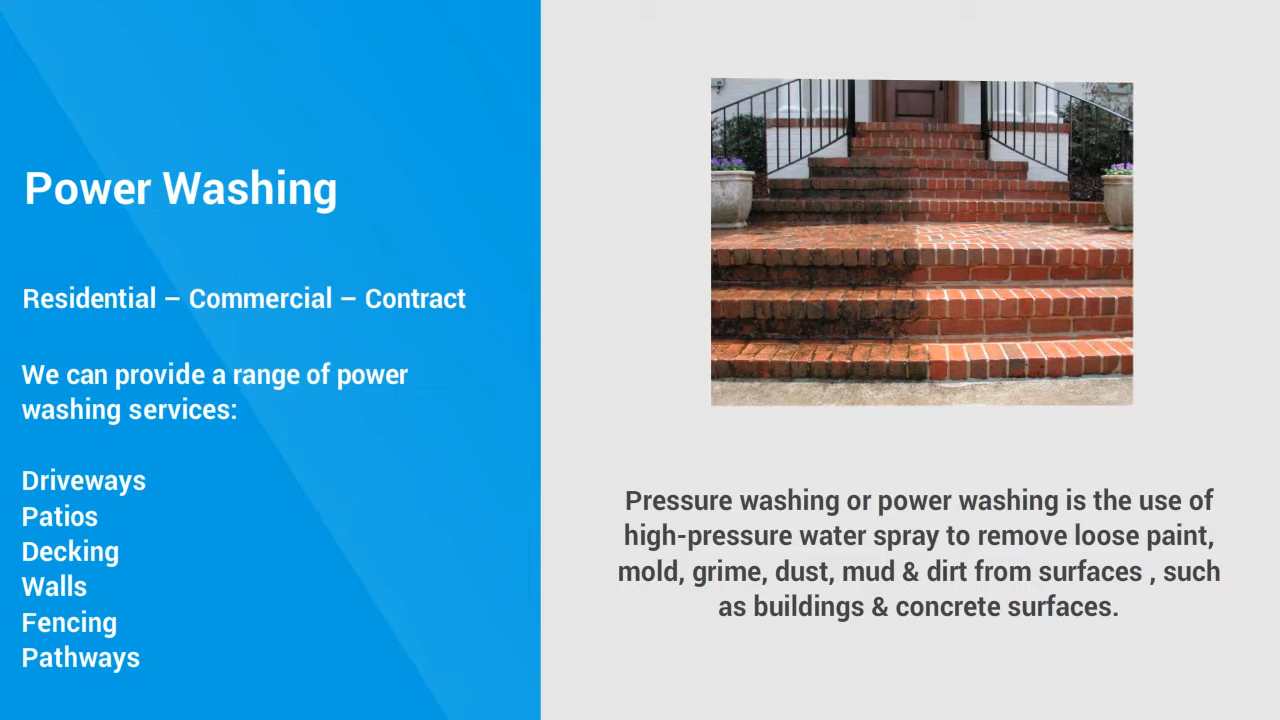 Power Washing
Residential – Commercial – Contract
We can provide a range of power
washing services:
Driveways
Patios
Decking
Walls
Fencing
Pathways
Pressure washing or power washing is the use of
high-pressure water spray to remove loose paint,
mold, grime, dust, mud & dirt from surfaces , such
as buildings & concrete surfaces.